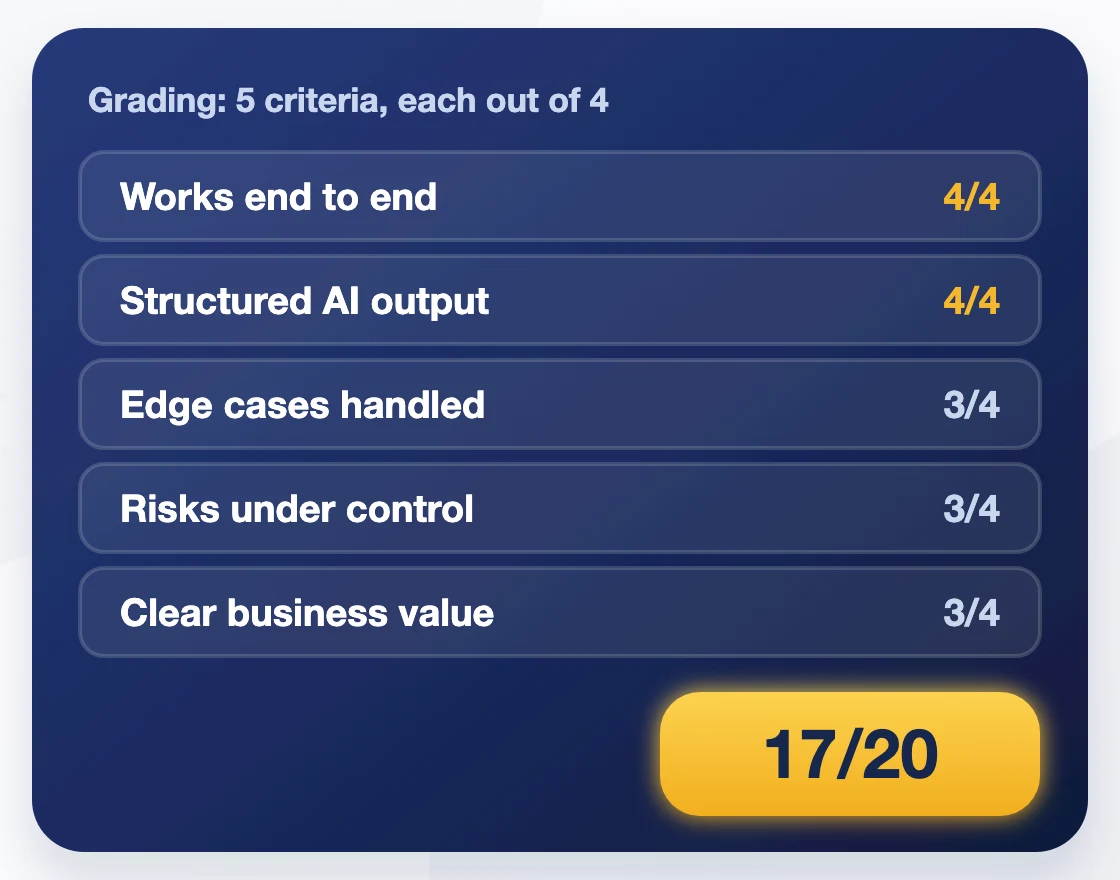 Grading: 5 criteria, each out of 4
Works end to end 4/4
Structured AI output 4/4
Edge cases handled 3/4
Risks under control 3/4
Clear business value 3/4
17/20